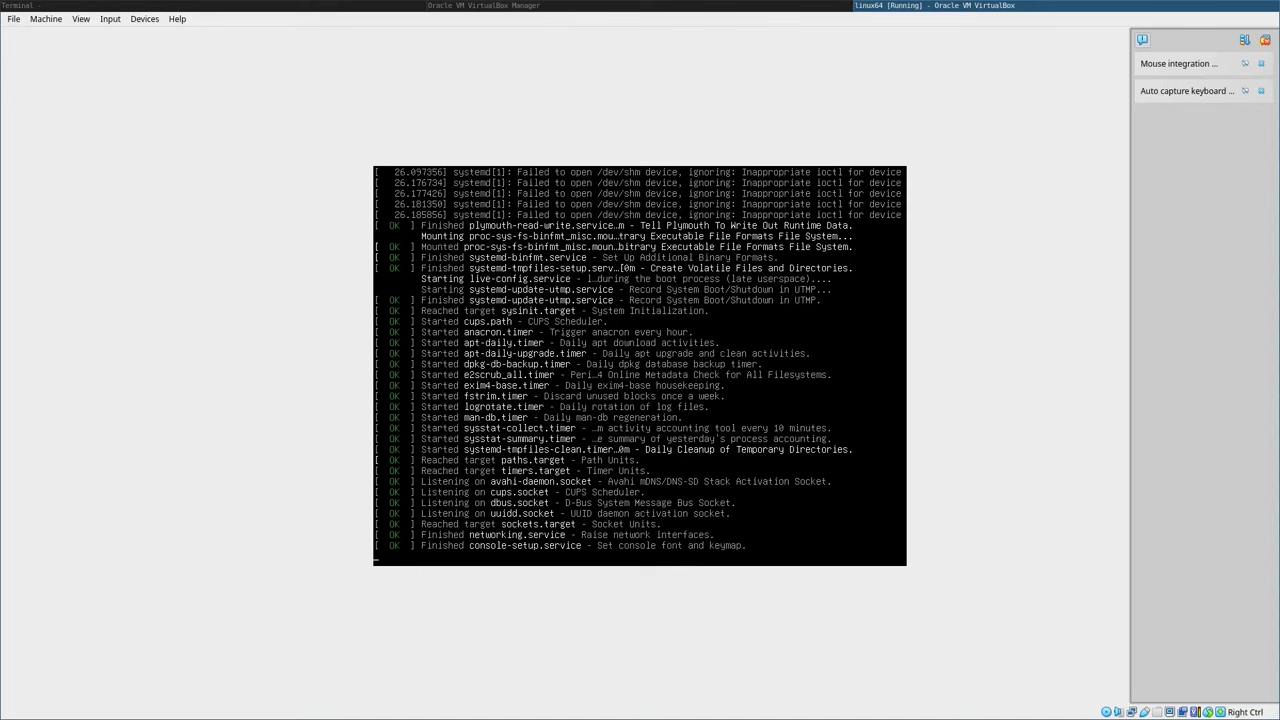 Terminal -
Oracle VM VirtualBox Manager
linux64 [Running] - Oracle VM VirtualBox
File Machine View Input Devices Help
Mouse integration ...
Auto capture keyboard ...
[   26.097356] systemd[1]: Failed to open /dev/shm device, ignoring: Inappropriate ioctl for device
[   26.176734] systemd[1]: Failed to open /dev/shm device, ignoring: Inappropriate ioctl for device
[   26.177426] systemd[1]: Failed to open /dev/shm device, ignoring: Inappropriate ioctl for device
[   26.181350] systemd[1]: Failed to open /dev/shm device, ignoring: Inappropriate ioctl for device
[   26.185856] systemd[1]: Failed to open /dev/shm device, ignoring: Inappropriate ioctl for device
[  OK  ] Finished plymouth-read-write.service…m - Tell Plymouth To Write Out Runtime Data.
Mounting proc-sys-fs-binfmt_misc.mou…trary Executable File Formats File System...
[  OK  ] Mounted proc-sys-fs-binfmt_misc.moun…bitrary Executable File Formats File System.
[  OK  ] Finished systemd-binfmt.service - Set Up Additional Binary Formats.
[  OK  ] Finished systemd-tmpfiles-setup.serv…[0m - Create Volatile Files and Directories.
Starting live-config.service - l…during the boot process (late userspace)....
Starting systemd-update-utmp.service - Record System Boot/Shutdown in UTMP...
[  OK  ] Finished systemd-update-utmp.service - Record System Boot/Shutdown in UTMP.
[  OK  ] Reached target sysinit.target - System Initialization.
[  OK  ] Started cups.path - CUPS Scheduler.
[  OK  ] Started anacron.timer - Trigger anacron every hour.
[  OK  ] Started apt-daily.timer - Daily apt download activities.
[  OK  ] Started apt-daily-upgrade.timer - Daily apt upgrade and clean activities.
[  OK  ] Started dpkg-db-backup.timer - Daily dpkg database backup timer.
[  OK  ] Started e2scrub_all.timer - Peri…4 Online Metadata Check for All Filesystems.
[  OK  ] Started exim4-base.timer - Daily exim4-base housekeeping.
[  OK  ] Started fstrim.timer - Discard unused blocks once a week.
[  OK  ] Started logrotate.timer - Daily rotation of log files.
[  OK  ] Started man-db.timer - Daily man-db regeneration.
[  OK  ] Started sysstat-collect.timer - …m activity accounting tool every 10 minutes.
[  OK  ] Started sysstat-summary.timer - …e summary of yesterday's process accounting.
[  OK  ] Started systemd-tmpfiles-clean.timer…0m - Daily Cleanup of Temporary Directories.
[  OK  ] Reached target paths.target - Path Units.
[  OK  ] Reached target timers.target - Timer Units.
[  OK  ] Listening on avahi-daemon.socket - Avahi mDNS/DNS-SD Stack Activation Socket.
[  OK  ] Listening on cups.socket - CUPS Scheduler.
[  OK  ] Listening on dbus.socket - D-Bus System Message Bus Socket.
[  OK  ] Listening on uuidd.socket - UUID daemon activation socket.
[  OK  ] Reached target sockets.target - Socket Units.
[  OK  ] Finished networking.service - Raise network interfaces.
[  OK  ] Finished console-setup.service - Set console font and keymap.
Right Ctrl